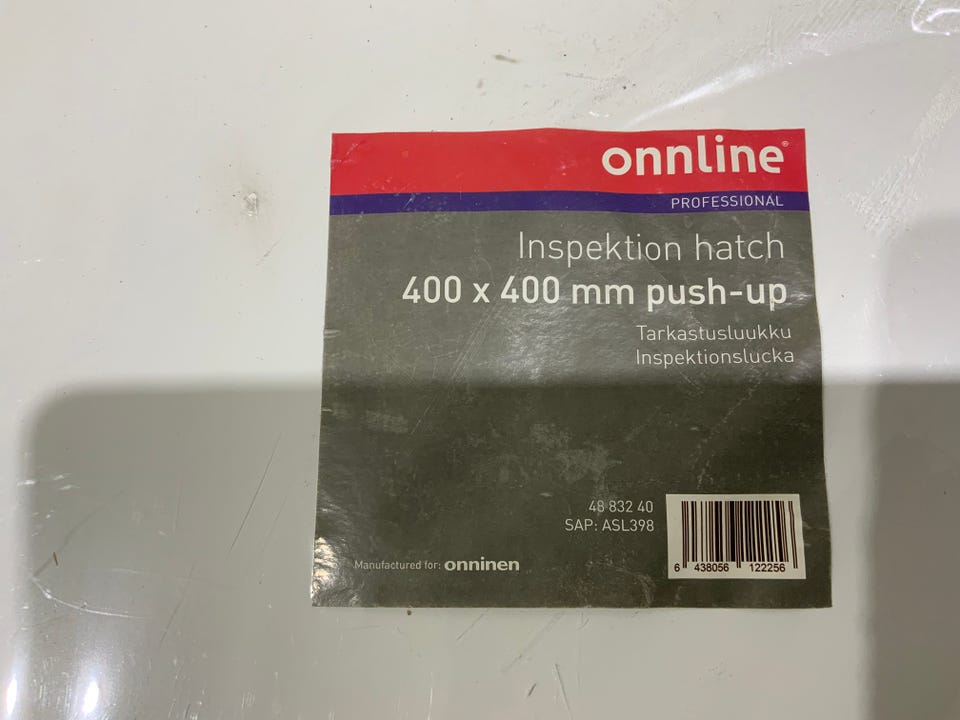 onnline®
PROFESSIONAL
Inspektion hatch
400 x 400 mm push-up
Tarkastusluukku
Inspektionslucka
48 832 40
SAP: ASL398
Manufactured for: onninen
6 438056 122256